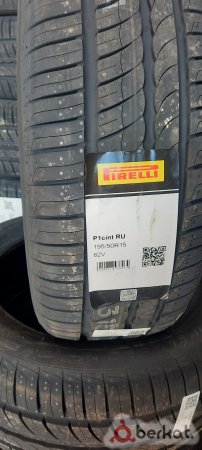 PIRELLI
P1cint RU
195/50R15
82V
berkat.